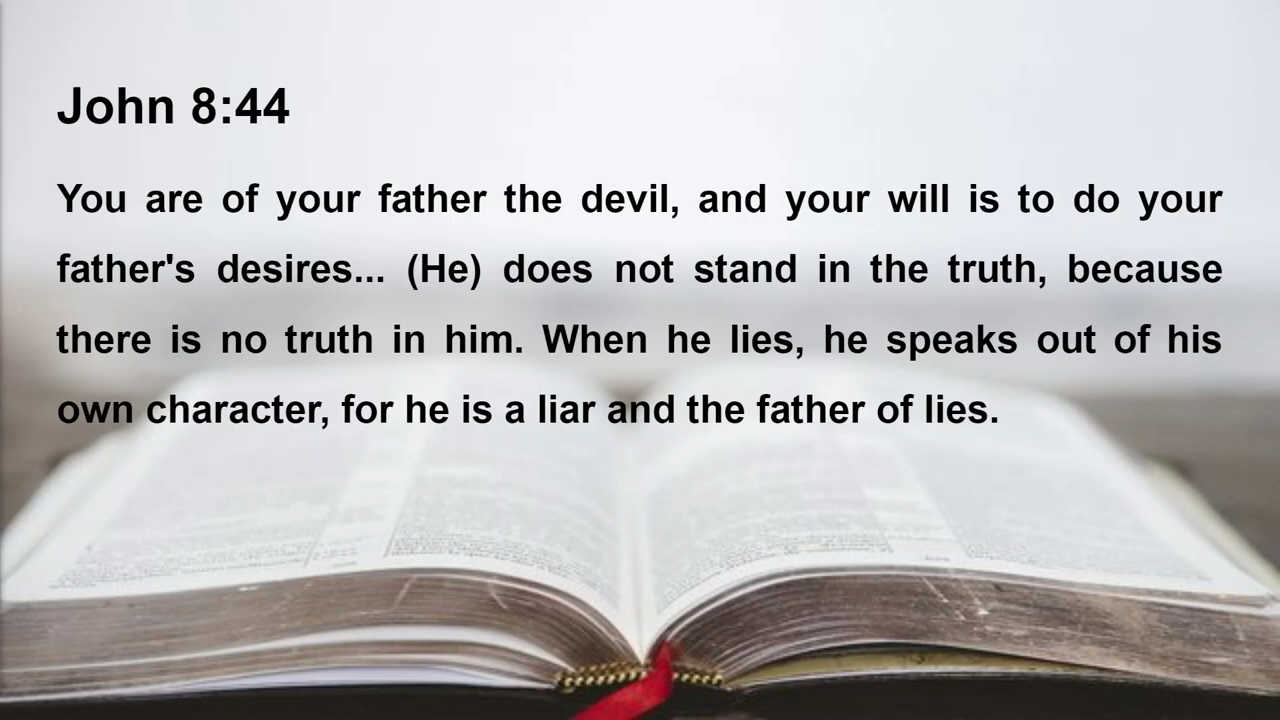 John 8:44
You are of your father the devil, and your will is to do your
father's desires... (He) does not stand in the truth, because
there is no truth in him. When he lies, he speaks out of his
own character, for he is a liar and the father of lies.